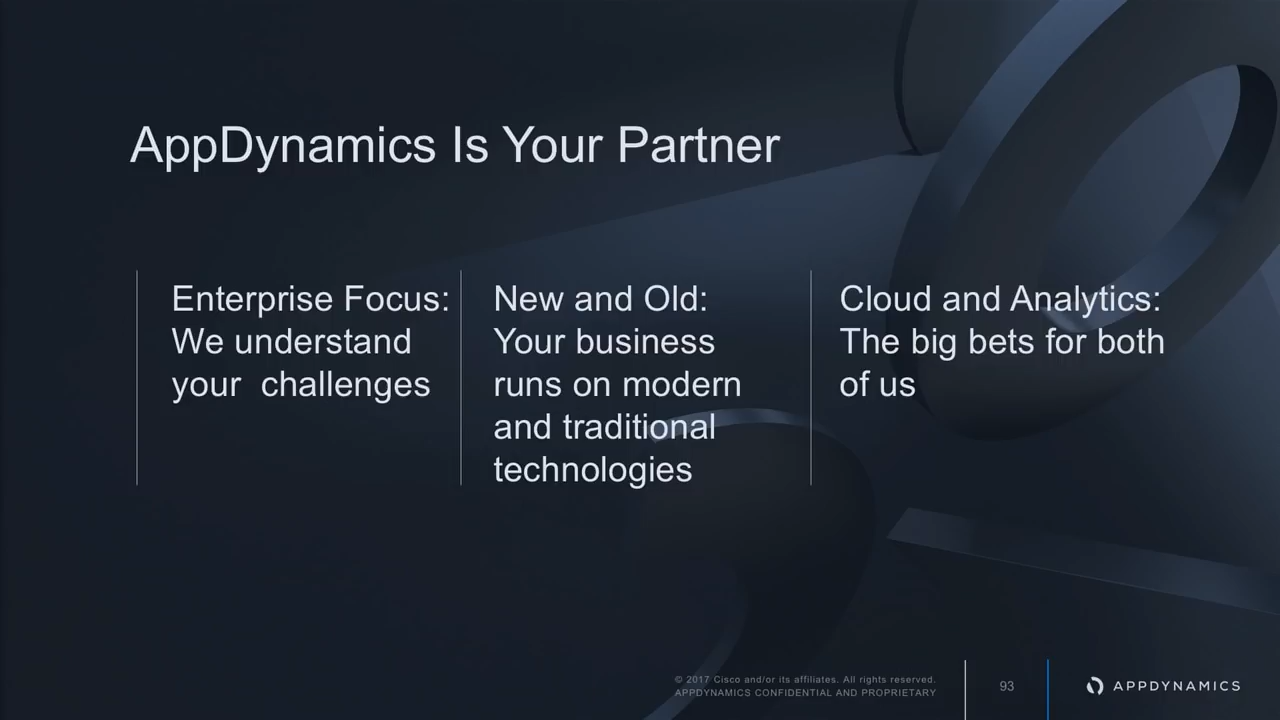 AppDynamics Is Your Partner
Enterprise Focus:
We understand
your  challenges
New and Old:
Your business
runs on modern
and traditional
technologies
Cloud and Analytics:
The big bets for both
of us
© 2017 Cisco and/or its affiliates. All rights reserved.
APPDYNAMICS CONFIDENTIAL AND PROPRIETARY
93
APPDYNAMICS